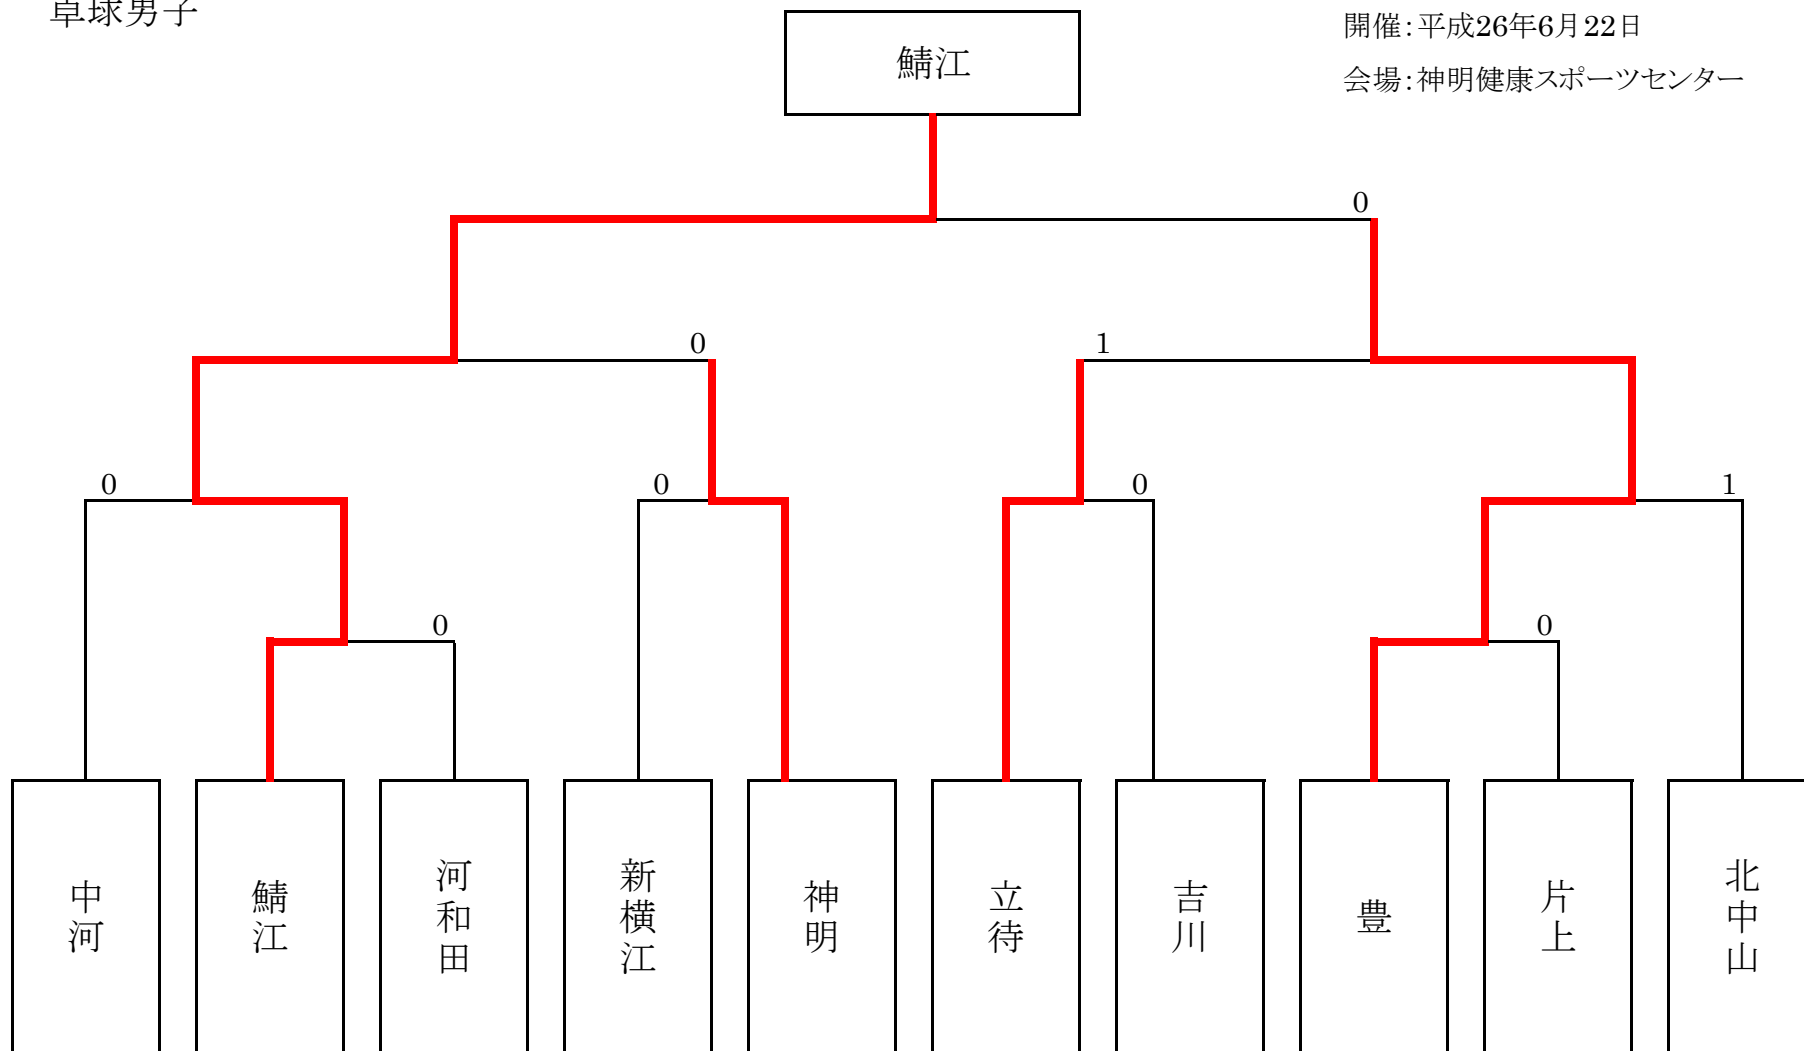 卓球男子
開催:平成26年6月22日
会場:神明健康スポーツセンター
鯖江
0
0
1
0
0
0
1
0
0
中河
鯖江
河和田
新横江
神明
立待
吉川
豊
片上
北中山